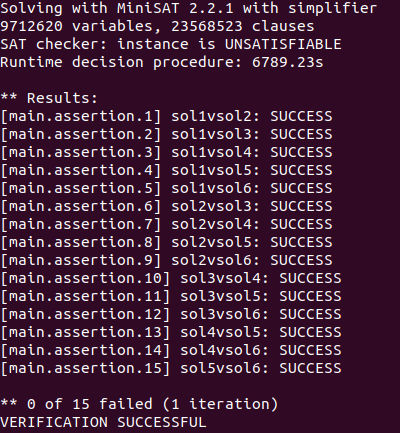 Solving with MiniSAT 2.2.1 with simplifier
9712620 variables, 23568523 clauses
SAT checker: instance is UNSATISFIABLE
Runtime decision procedure: 6789.23s
** Results:
[main.assertion.1] sol1vsol2: SUCCESS
[main.assertion.2] sol1vsol3: SUCCESS
[main.assertion.3] sol1vsol4: SUCCESS
[main.assertion.4] sol1vsol5: SUCCESS
[main.assertion.5] sol1vsol6: SUCCESS
[main.assertion.6] sol2vsol3: SUCCESS
[main.assertion.7] sol2vsol4: SUCCESS
[main.assertion.8] sol2vsol5: SUCCESS
[main.assertion.9] sol2vsol6: SUCCESS
[main.assertion.10] sol3vsol4: SUCCESS
[main.assertion.11] sol3vsol5: SUCCESS
[main.assertion.12] sol3vsol6: SUCCESS
[main.assertion.13] sol4vsol5: SUCCESS
[main.assertion.14] sol4vsol6: SUCCESS
[main.assertion.15] sol5vsol6: SUCCESS
** 0 of 15 failed (1 iteration)
VERIFICATION SUCCESSFUL